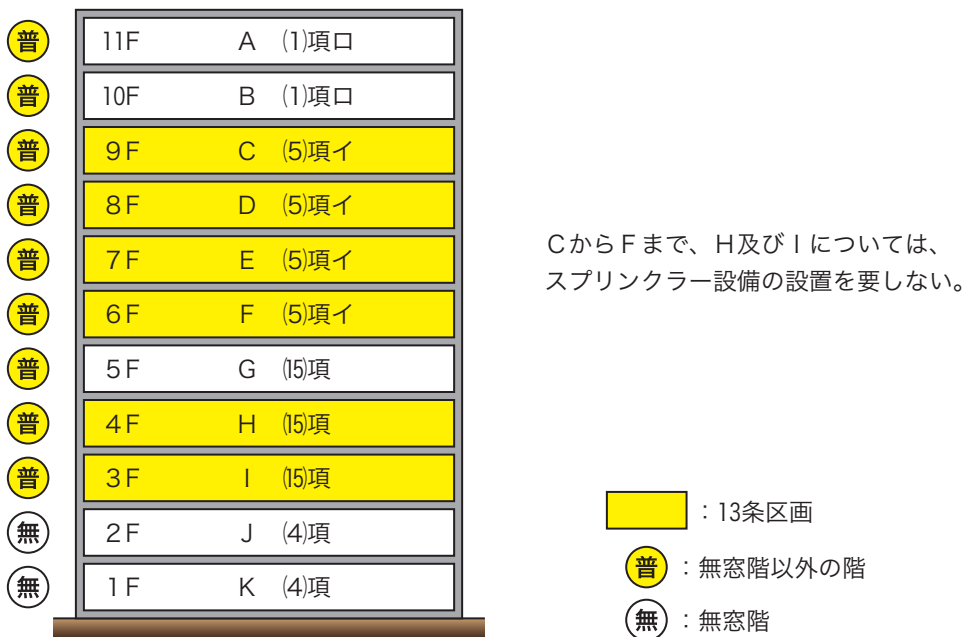 普 11F A ⑴項ロ
普 10F B ⑴項ロ
普 9F C ⑸項イ
普 8F D ⑸項イ
普 7F E ⑸項イ
普 6F F ⑸項イ
普 5F G ⒂項
普 4F H ⒂項
普 3F I ⒂項
無 2F J ⑷項
無 1F K ⑷項
CからFまで、H及びIについては、
スプリンクラー設備の設置を要しない。
：13条区画
普：無窓階以外の階
無：無窓階